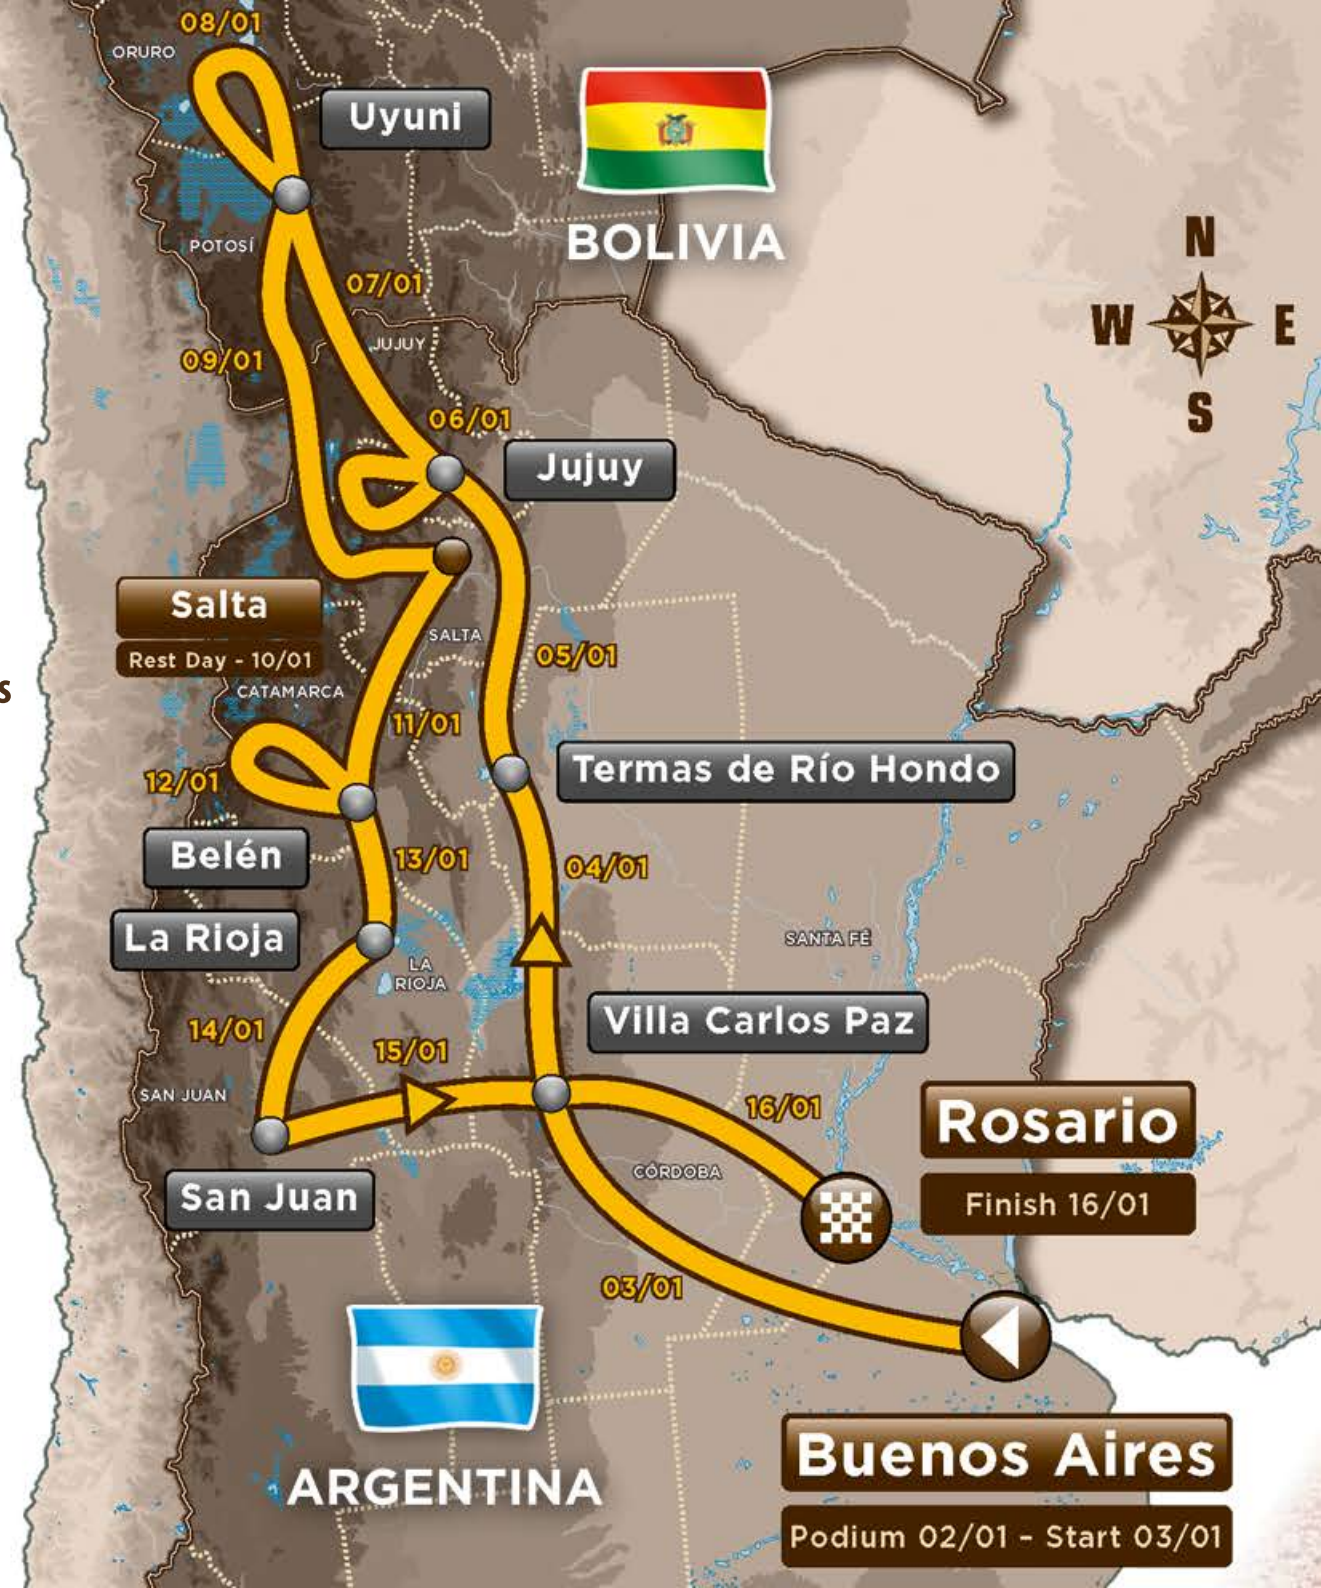 08/01
ORURO
Uyuni
BOLIVIA
N
W
E
S
POTOSÍ
07/01
JUJUY
09/01
06/01
Jujuy
Salta
Rest Day - 10/01
SALTA
05/01
CATAMARCA
s
11/01
12/01
Termas de Río Hondo
Belén
13/01
04/01
La Rioja
SANTA FÉ
LA
RIOJA
14/01
Villa Carlos Paz
15/01
SAN JUAN
16/01
Rosario
Finish 16/01
San Juan
CÓRDOBA
03/01
ARGENTINA
Buenos Aires
Podium 02/01 – Start 03/01